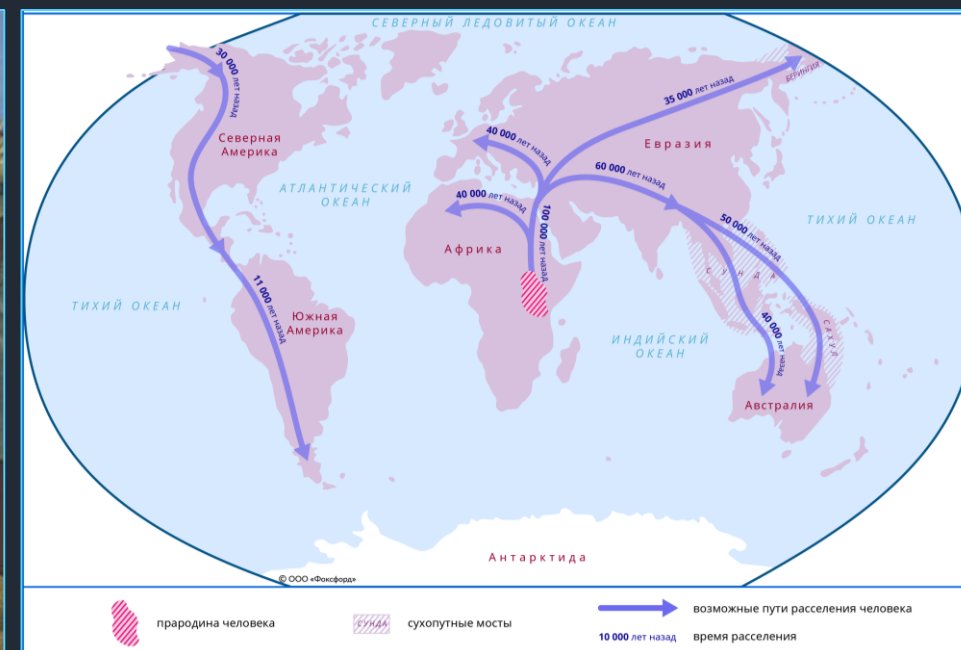 СЕВЕРНЫЙ ЛЕДОВИТЫЙ ОКЕАН
30 000 лет назад
БЕРИНГИЯ
35 000 лет назад
Северная
Америка
40 000 лет назад
Евразия
60 000 лет назад
АТЛАНТИЧЕСКИЙ
ОКЕАН
40 000 лет назад
100 000 лет назад
50 000 лет назад
ТИХИЙ ОКЕАН
Африка
СУНДА
ТИХИЙ ОКЕАН
11 000 лет назад
Южная
Америка
ИНДИЙСКИЙ
ОКЕАН
40 000 лет назад
САХУЛ
Австралия
Антарктида
© ООО «Фоксфорд»
прародина человека
СУНДА
сухопутные мосты
возможные пути расселения человека
10 000 лет назад
время расселения